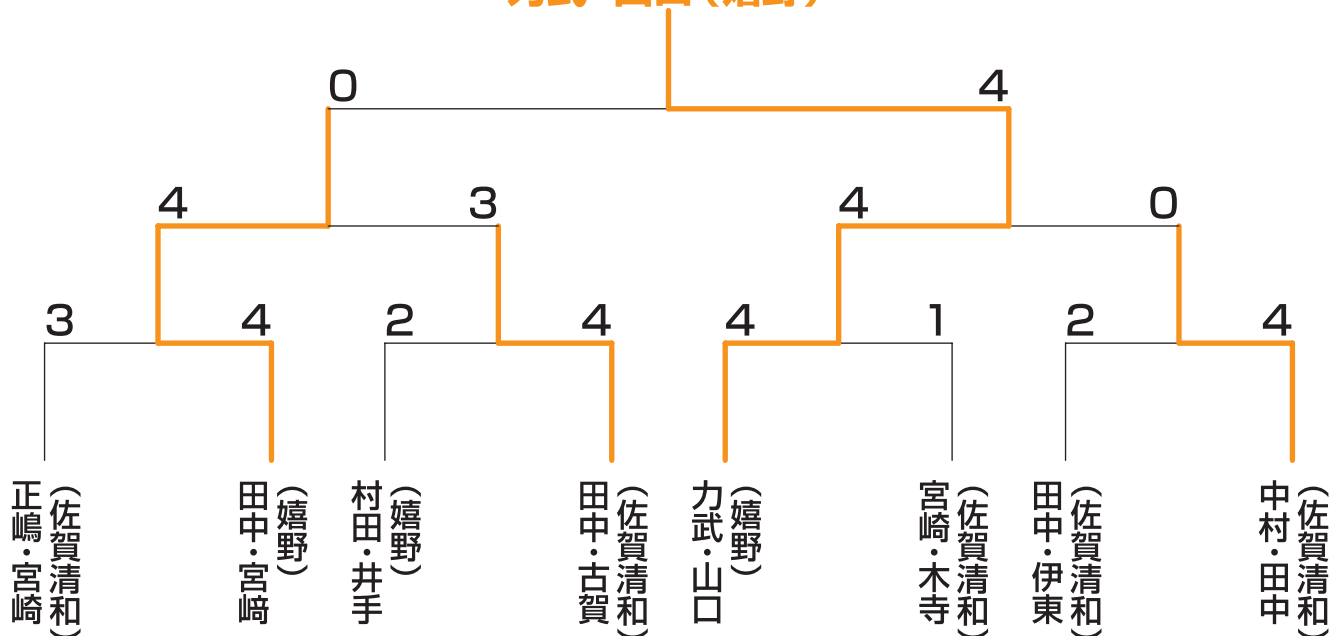 0 4
4 3 4 0
3 4 2 4 4 1 2 4
正嶋・宮崎
(佐賀清和)
田中・宮﨑
(嬉野)
村田・井手
(嬉野)
田中・古賀
(佐賀清和)
力武・山口
(嬉野)
宮崎・木寺
(佐賀清和)
田中・伊東
(佐賀清和)
中村・田中
(佐賀清和)